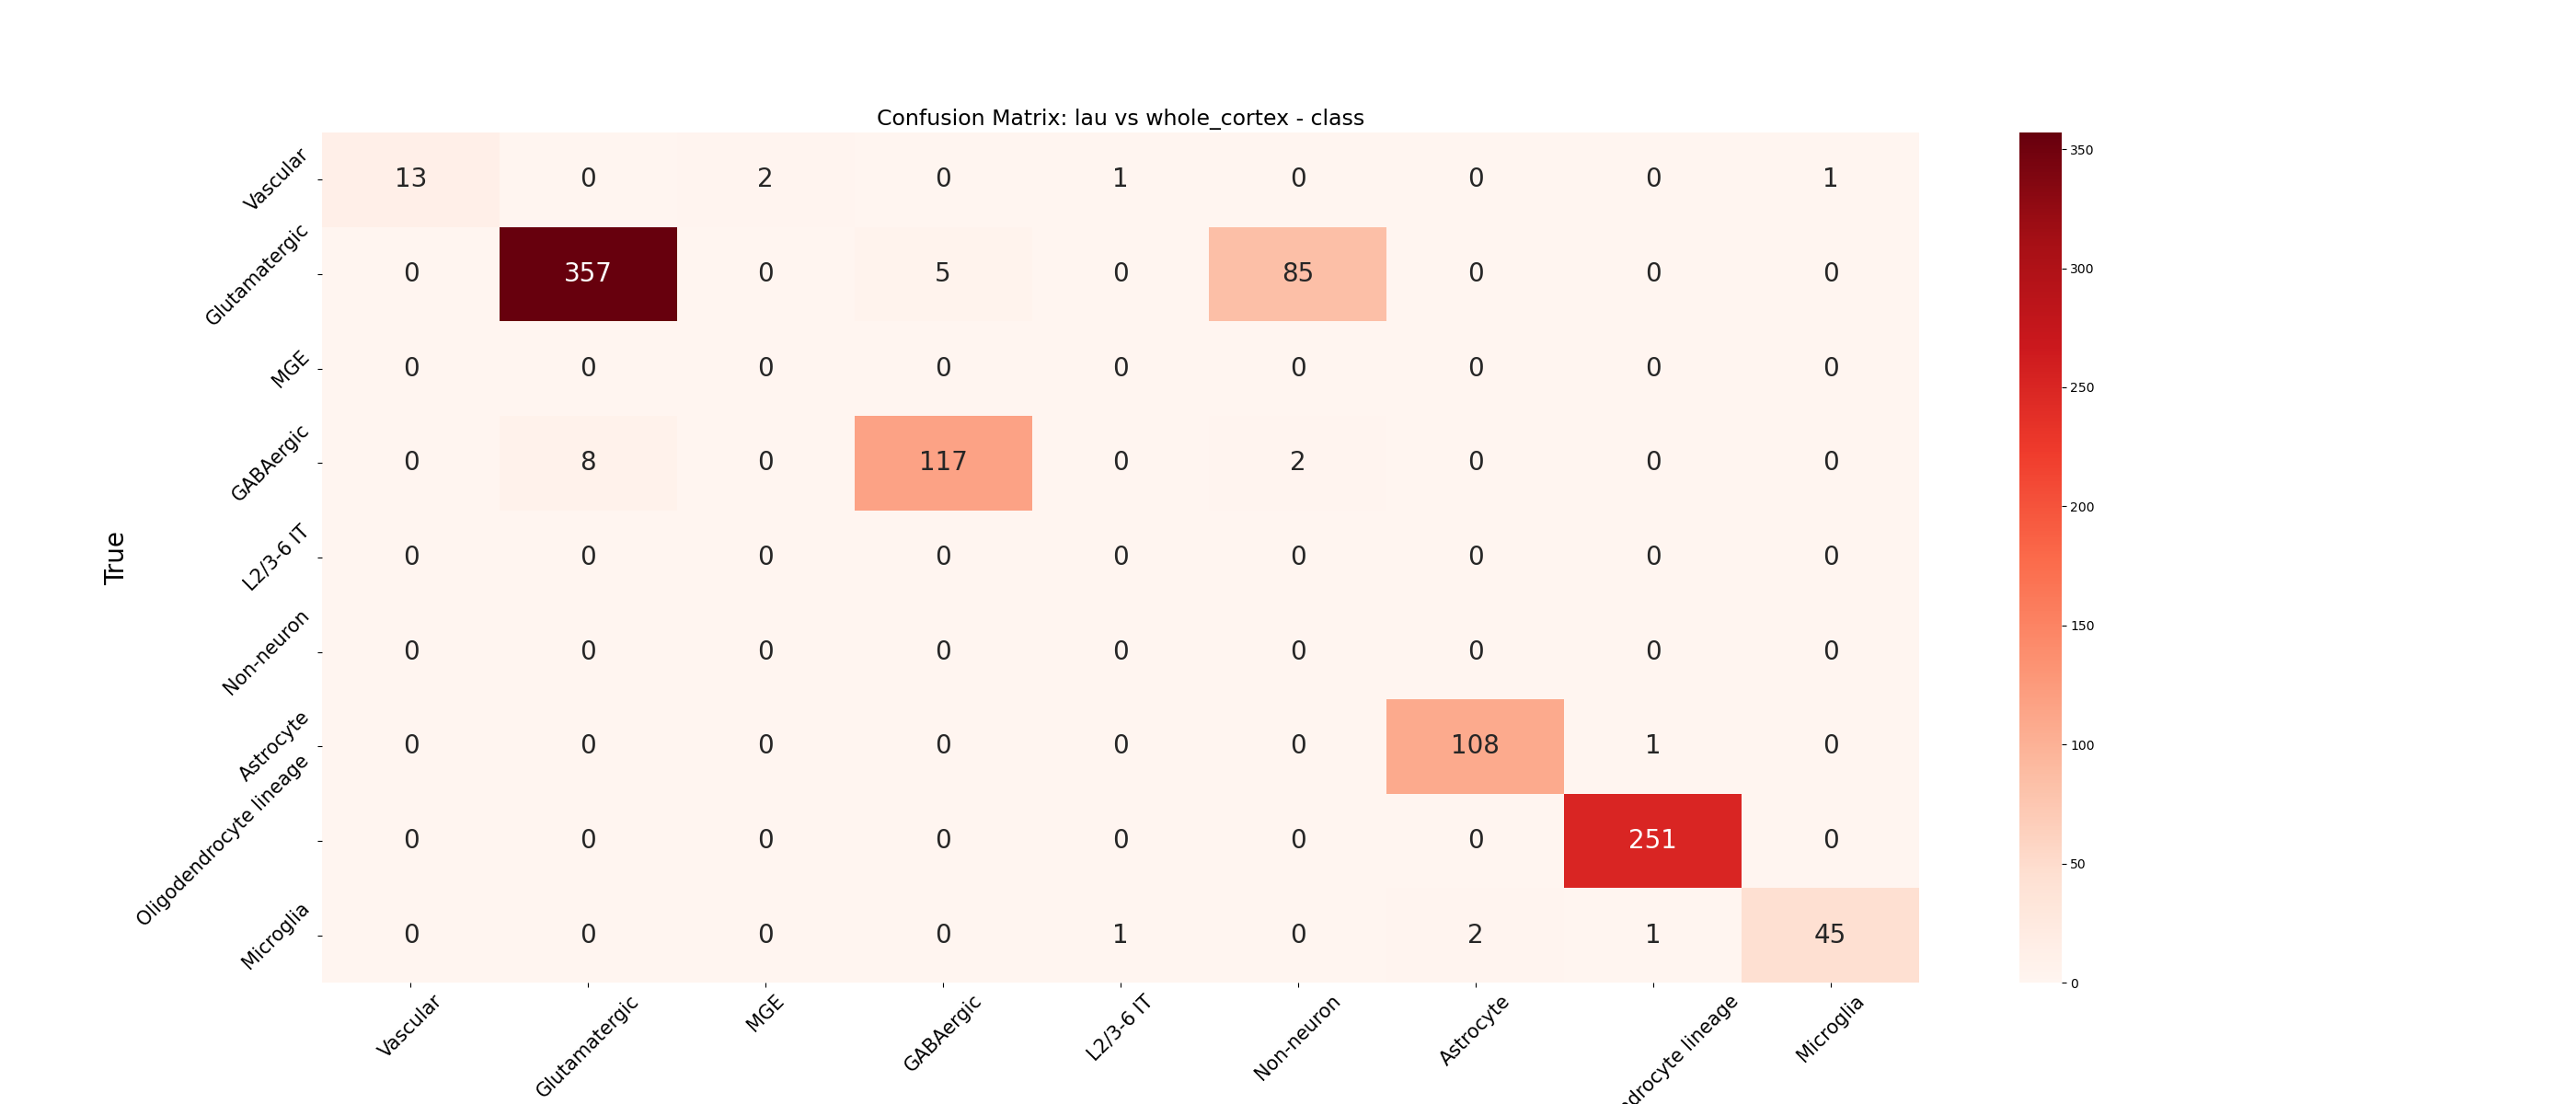 Confusion Matrix: lau vs whole_cortex - class
True
Vascular 13 0 2 0 1 0 0 0 1
Glutamatergic 0 357 0 5 0 85 0 0 0
MGE 0 0 0 0 0 0 0 0 0
GABAergic 0 8 0 117 0 2 0 0 0
L2/3-6 IT 0 0 0 0 0 0 0 0 0
Non-neuron 0 0 0 0 0 0 0 0 0
Astrocyte 0 0 0 0 0 0 108 1 0
Oligodendrocyte lineage 0 0 0 0 0 0 0 251 0
Microglia 0 0 0 0 1 0 2 1 45
Vascular Glutamatergic MGE GABAergic L2/3-6 IT Non-neuron Astrocyte ndrocyte lineage Microglia
350
300
250
200
150
100
50
0